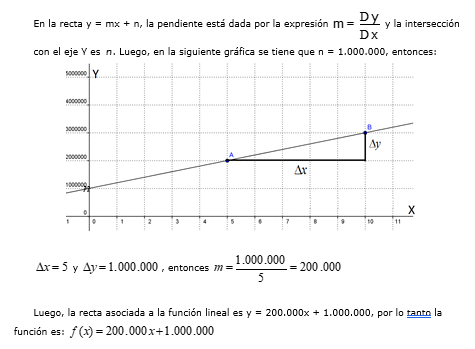 En la recta y = mx + n, la pendiente está dada por la expresión m = Dy/Dx y la intersección
con el eje Y es n. Luego, en la siguiente gráfica se tiene que n = 1.000.000, entonces:
5000000 Y
4000000
3000000 B
Δy
2000000 A
Δx
1000000
X
0
1 0 1 2 3 4 5 6 7 8 9 10 11
Δx = 5 y Δy = 1.000.000 , entonces m = 1.000.000/5 = 200.000
Luego, la recta asociada a la función lineal es y = 200.000x + 1.000.000, por lo tanto la
función es: f(x) = 200.000x+1.000.000